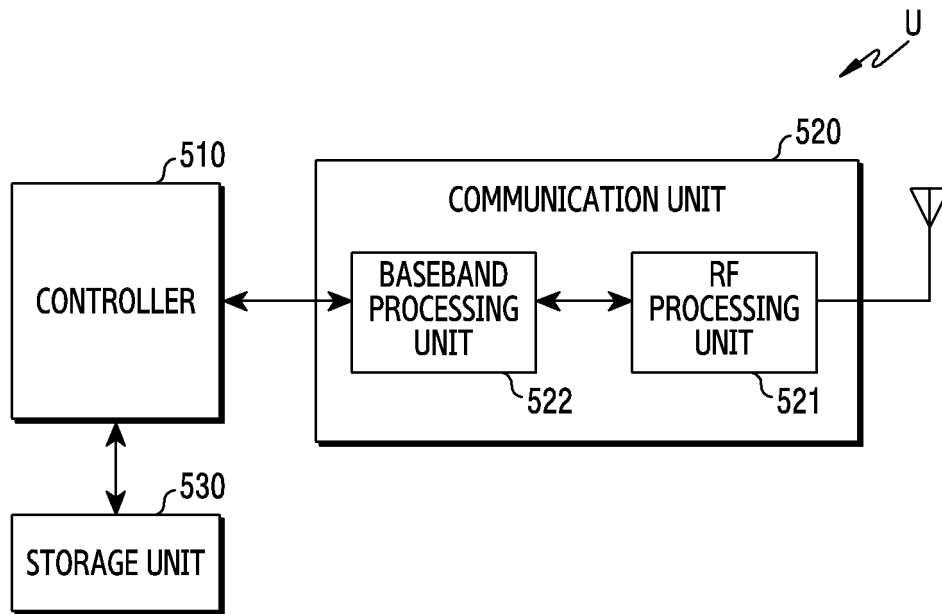 U
510
520
COMMUNICATION UNIT
CONTROLLER
BASEBAND
PROCESSING
UNIT
RF
PROCESSING
UNIT
522
521
530
STORAGE UNIT